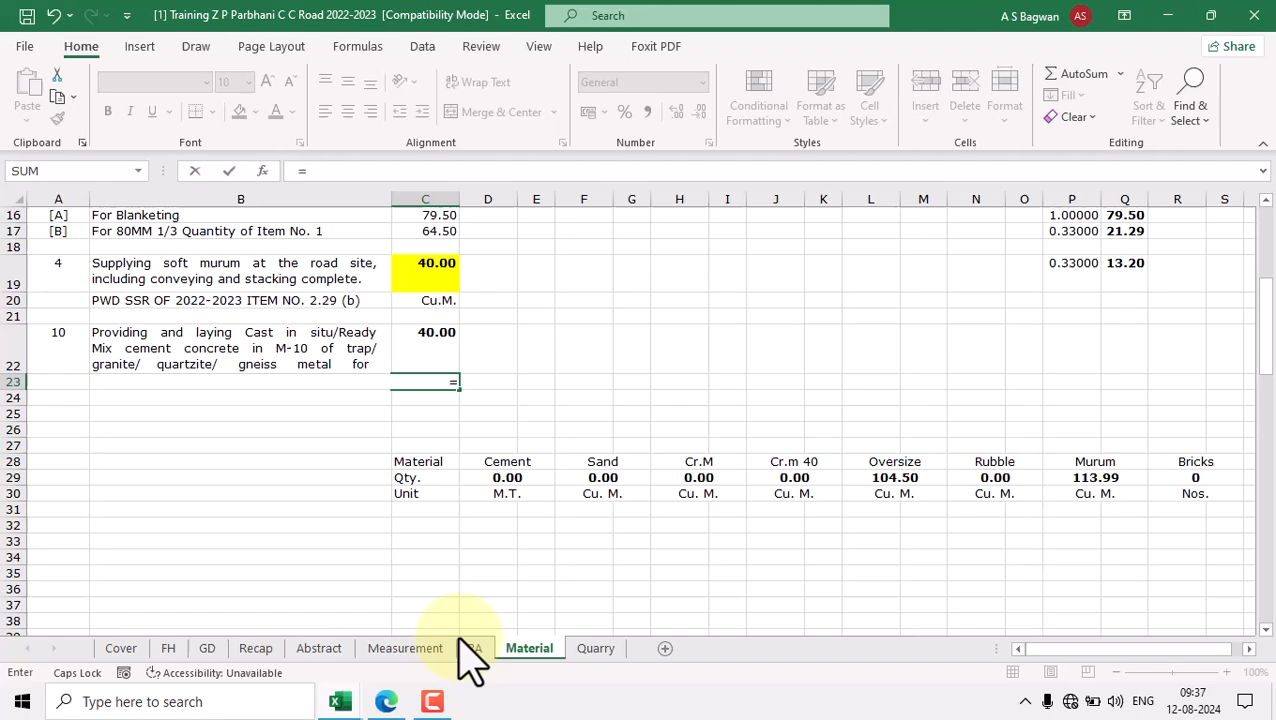 [1] Training Z P Parbhani C C Road 2022-2023 [Compatibility Mode] - Excel
Search
A S Bagwan
AS
File Home Insert Draw Page Layout Formulas Data Review View Help Foxit PDF
Share
10
Wrap Text
General
AutoSum
Paste
B I U
Merge & Center
Conditional Formatting
Format as Table
Cell Styles
Insert Delete Format
Fill
Clear
Sort & Filter
Find & Select
Clipboard Font Alignment Number Styles Cells Editing
SUM
fx
=
A B C D E F G H I J K L M N O P Q R S
16 [A] For Blanketing 79.50 1.00000 79.50
17 [B] For 80MM 1/3 Quantity of Item No. 1 64.50 0.33000 21.29
18
4 Supplying soft murum at the road site, 40.00 0.33000 13.20
19 including conveying and stacking complete.
20 PWD SSR OF 2022-2023 ITEM NO. 2.29 (b) Cu.M.
21
10 Providing and laying Cast in situ/Ready 40.00
Mix cement concrete in M-10 of trap/
22 granite/ quartzite/ gneiss metal for
23 =
24
25
26
27
28 Material Cement Sand Cr.M Cr.m 40 Oversize Rubble Murum Bricks
29 Qty. 0.00 0.00 0.00 0.00 104.50 0.00 113.99 0
30 Unit M.T. Cu. M. Cu. M. Cu. M. Cu. M. Cu. M. Cu. M. Nos.
31
32
33
34
35
36
37
38
Cover FH GD Recap Abstract Measurement Material Quarry
Enter Caps Lock Accessibility: Unavailable
100%
Type here to search
ENG
09:37
12-08-2024